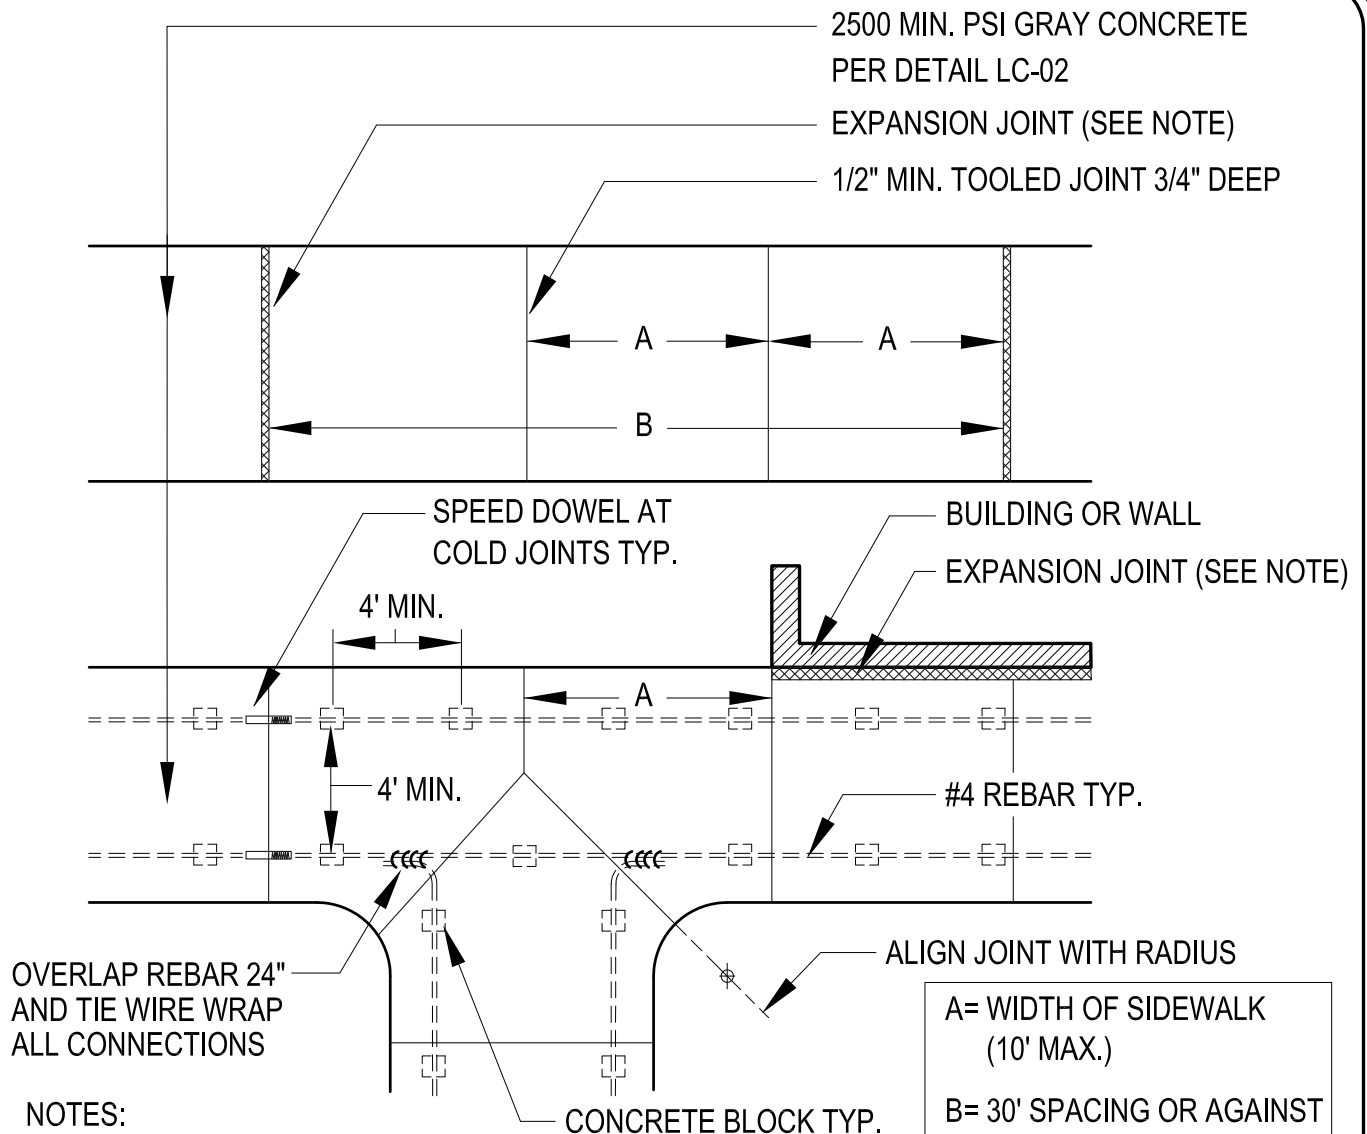 2500 MIN. PSI GRAY CONCRETE
PER DETAIL LC-02
EXPANSION JOINT (SEE NOTE)
1/2" MIN. TOOLED JOINT 3/4" DEEP
A
A
B
SPEED DOWEL AT
COLD JOINTS TYP.
BUILDING OR WALL
EXPANSION JOINT (SEE NOTE)
4' MIN.
A
4' MIN.
#4 REBAR TYP.
ALIGN JOINT WITH RADIUS
OVERLAP REBAR 24"
AND TIE WIRE WRAP
ALL CONNECTIONS
A= WIDTH OF SIDEWALK
(10' MAX.)
B= 30' SPACING OR AGAINST
NOTES:
CONCRETE BLOCK TYP.